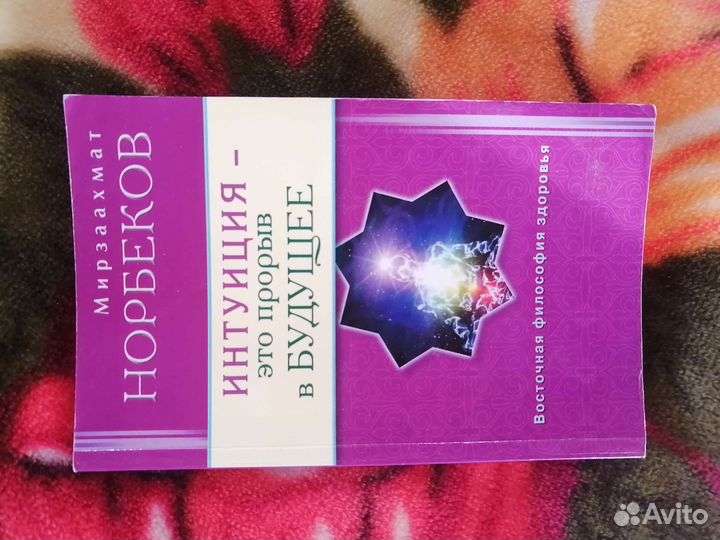 Мирзаахмат
НОРБЕКОВ
ИНТУИЦИЯ –
это прорыв
в БУДУЩЕЕ
Восточная философия здоровья
Avito